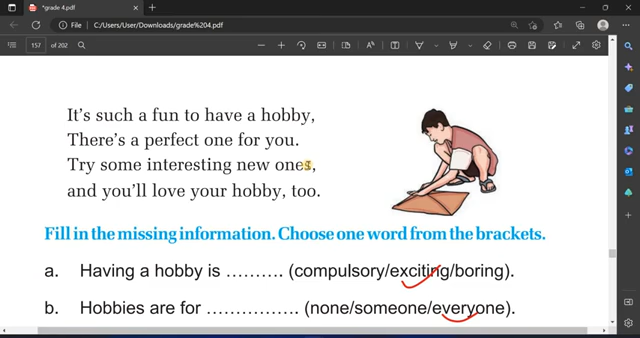 *grade 4.pdf
File
C:/Users/User/Downloads/grade%204.pdf
157
of 202
It's such a fun to have a hobby,
There's a perfect one for you.
Try some interesting new ones,
and you'll love your hobby, too.
Fill in the missing information. Choose one word from the brackets.
a. Having a hobby is .......... (compulsory/exciting/boring).
b. Hobbies are for ................ (none/someone/everyone).